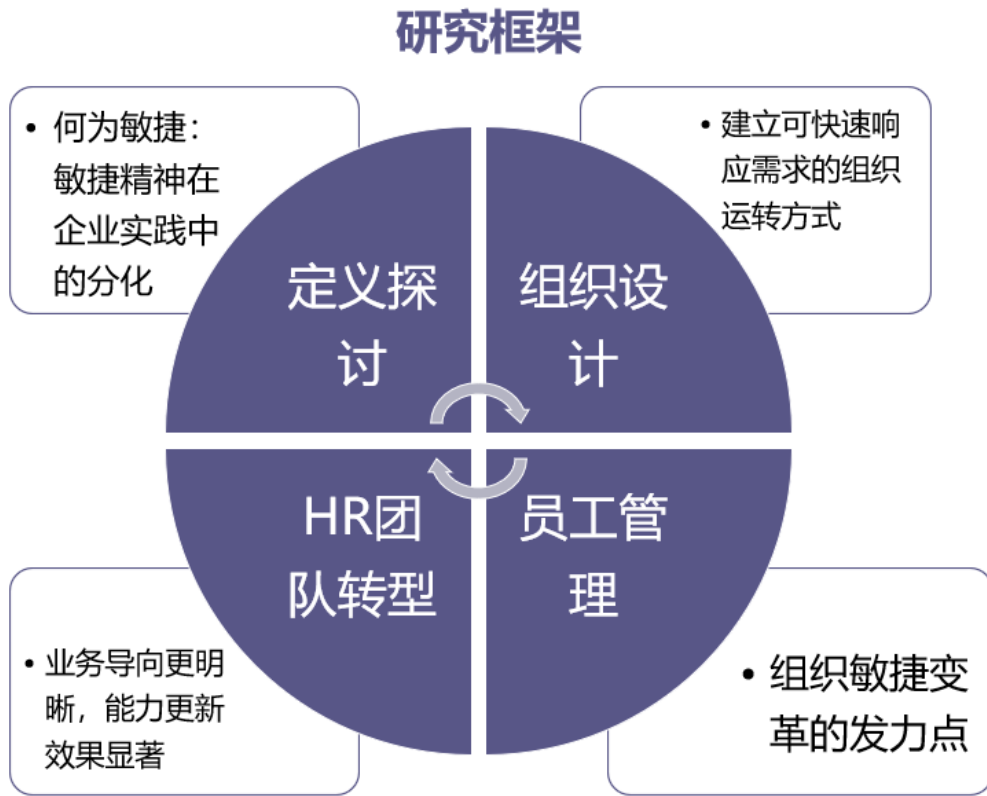 研究框架
• 何为敏捷：
敏捷精神在
企业实践中
的分化
• 建立可快速响
应需求的组织
运转方式
定义探
讨
组织设
计
HR团
队转型
员工管
理
• 业务导向更明
晰，能力更新
效果显著
• 组织敏捷变
革的发力点